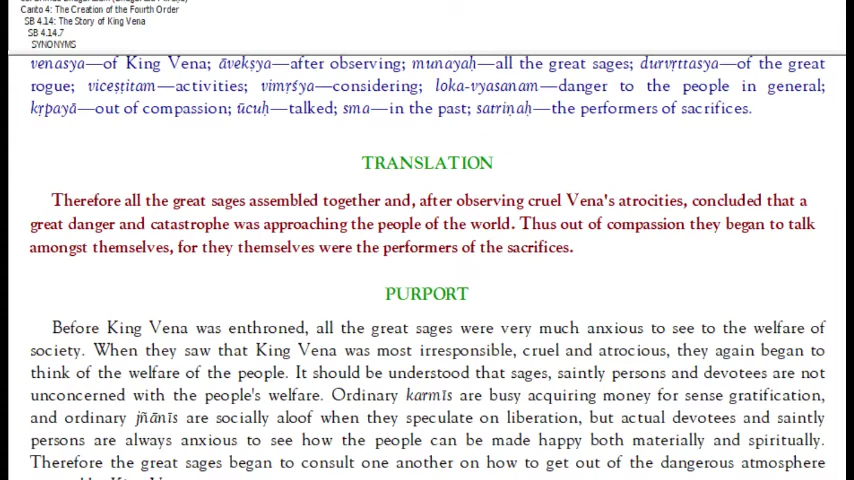 Canto 4: The Creation of the Fourth Order
SB 4.14: The Story of King Vena
SB 4.14.7
SYNONYMS
venasya—of King Vena; āvekṣya—after observing; munayaḥ—all the great sages; durvṛttasya—of the great
rogue; viceṣṭitam—activities; vimṛśya—considering; loka-vyasanam—danger to the people in general;
kṛpayā—out of compassion; ūcuḥ—talked; sma—in the past; satriṇaḥ—the performers of sacrifices.
TRANSLATION
Therefore all the great sages assembled together and, after observing cruel Vena's atrocities, concluded that a
great danger and catastrophe was approaching the people of the world. Thus out of compassion they began to talk
amongst themselves, for they themselves were the performers of the sacrifices.
PURPORT
Before King Vena was enthroned, all the great sages were very much anxious to see to the welfare of
society. When they saw that King Vena was most irresponsible, cruel and atrocious, they again began to
think of the welfare of the people. It should be understood that sages, saintly persons and devotees are not
unconcerned with the people's welfare. Ordinary karmīs are busy acquiring money for sense gratification,
and ordinary jñānīs are socially aloof when they speculate on liberation, but actual devotees and saintly
persons are always anxious to see how the people can be made happy both materially and spiritually.
Therefore the great sages began to consult one another on how to get out of the dangerous atmosphere